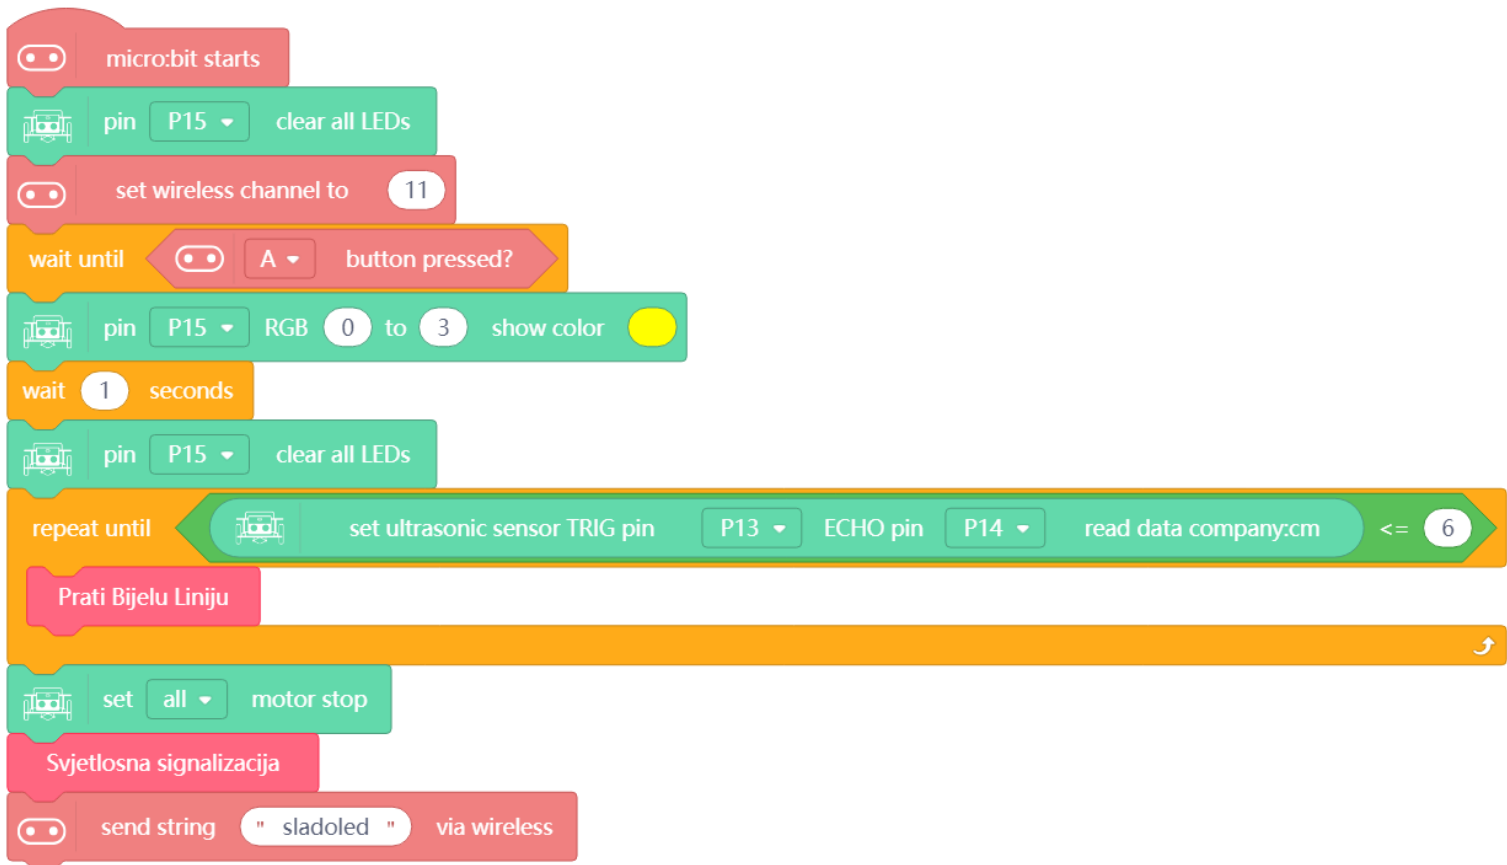 micro:bit starts
pin P15 clear all LEDs
set wireless channel to 11
wait until A button pressed?
pin P15 RGB 0 to 3 show color
wait 1 seconds
pin P15 clear all LEDs
repeat until set ultrasonic sensor TRIG pin P13 ECHO pin P14 read data company:cm <= 6
Prati Bijelu Liniju
set all motor stop
Svjetlosna signalizacija
send string " sladoled " via wireless